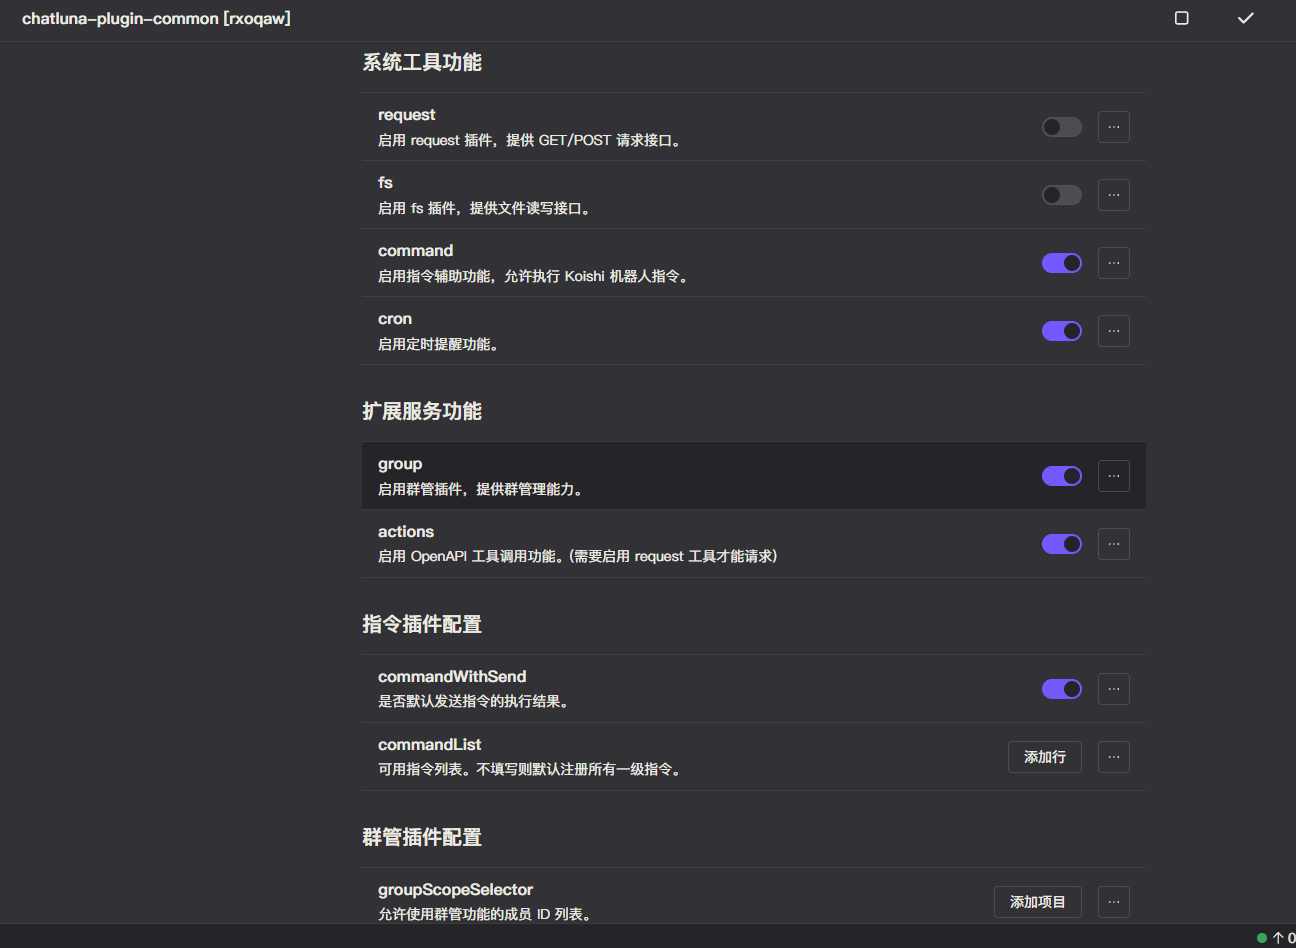 chatluna-plugin-common [rxoqaw]
系统工具功能
request
启用 request 插件，提供 GET/POST 请求接口。
fs
启用 fs 插件，提供文件读写接口。
command
启用指令辅助功能，允许执行 Koishi 机器人指令。
cron
启用定时提醒功能。
扩展服务功能
group
启用群管插件，提供群管理能力。
actions
启用 OpenAPI 工具调用功能。(需要启用 request 工具才能请求)
指令插件配置
commandWithSend
是否默认发送指令的执行结果。
commandList
添加行
可用指令列表。不填写则默认注册所有一级指令。
群管插件配置
groupScopeSelector
添加项目
允许使用群管功能的成员 ID 列表。
↑ 0